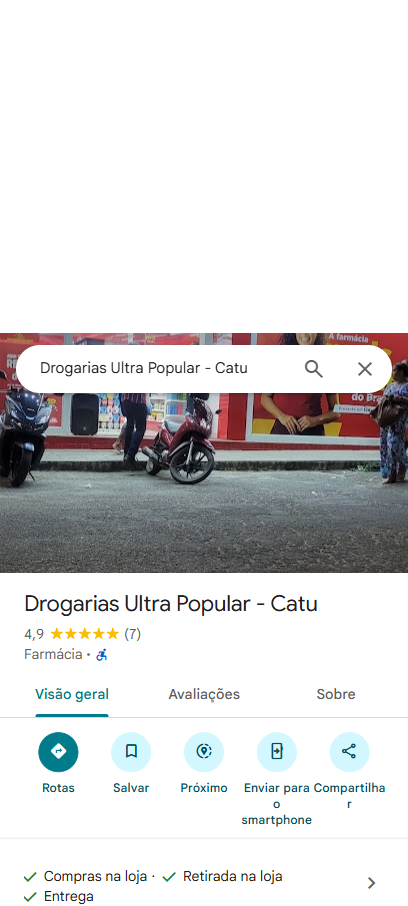 A farmácia
Drogarias Ultra Popular - Catu
do Bra
Drogarias Ultra Popular - Catu
4,9 ★★★★★ (7)
Farmácia ·
Visão geral
Avaliações
Sobre
Rotas
Salvar
Próximo
Enviar para
o
smartphone
Compartilha
r
Compras na loja · Retirada na loja
Entrega